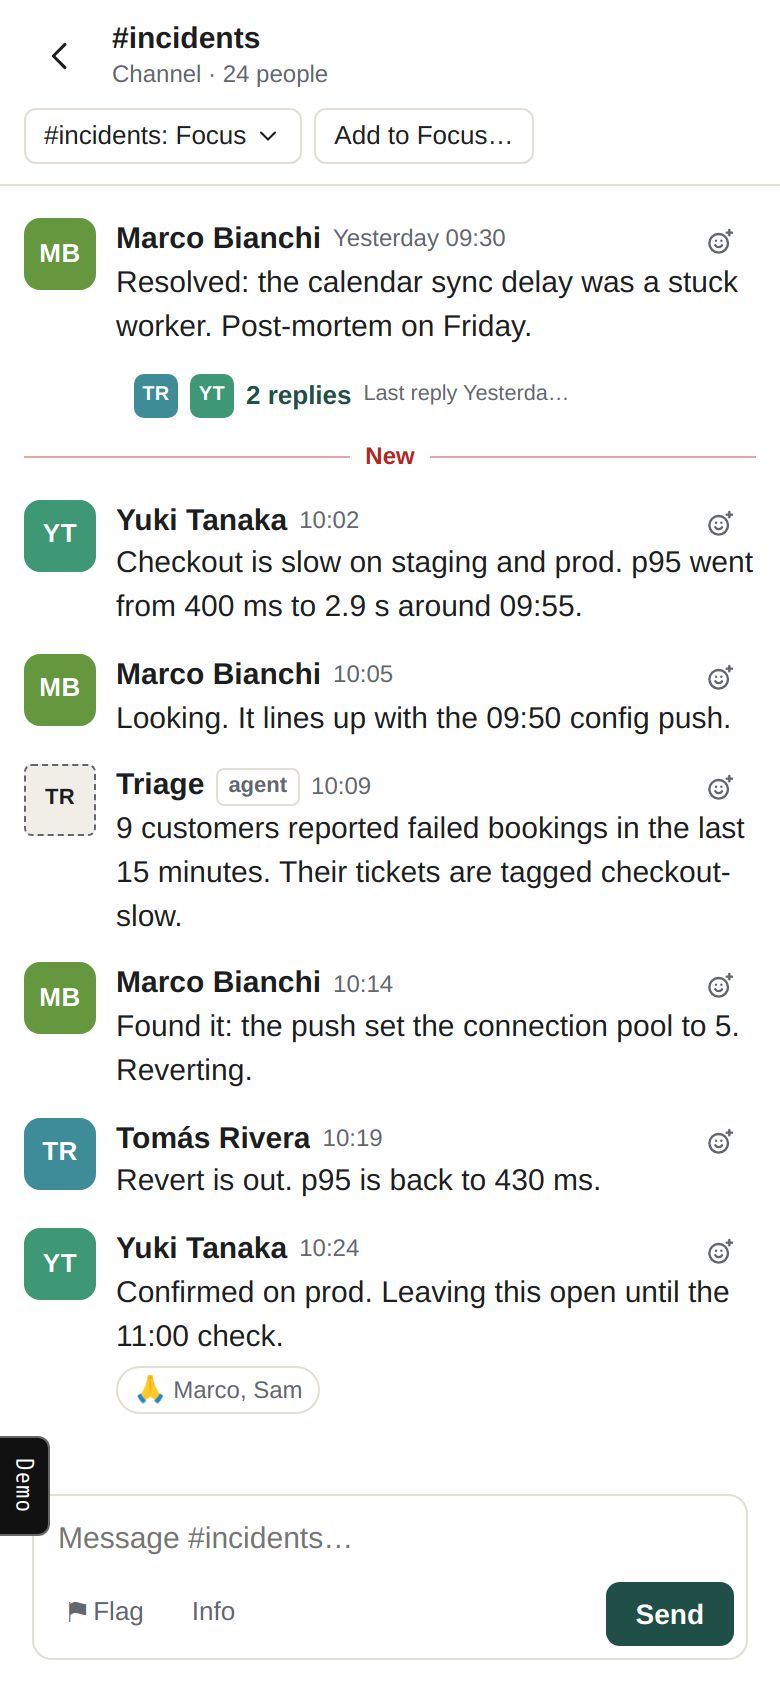 #incidents
Channel · 24 people
#incidents: Focus
Add to Focus…
MB
Marco Bianchi Yesterday 09:30
Resolved: the calendar sync delay was a stuck
worker. Post-mortem on Friday.
TR YT 2 replies Last reply Yesterda…
New
YT
Yuki Tanaka 10:02
Checkout is slow on staging and prod. p95 went
from 400 ms to 2.9 s around 09:55.
MB
Marco Bianchi 10:05
Looking. It lines up with the 09:50 config push.
TR
Triage agent 10:09
9 customers reported failed bookings in the last
15 minutes. Their tickets are tagged checkout-
slow.
MB
Marco Bianchi 10:14
Found it: the push set the connection pool to 5.
Reverting.
TR
Tomás Rivera 10:19
Revert is out. p95 is back to 430 ms.
YT
Yuki Tanaka 10:24
Confirmed on prod. Leaving this open until the
11:00 check.
🙏 Marco, Sam
Demo
Message #incidents…
Flag Info Send